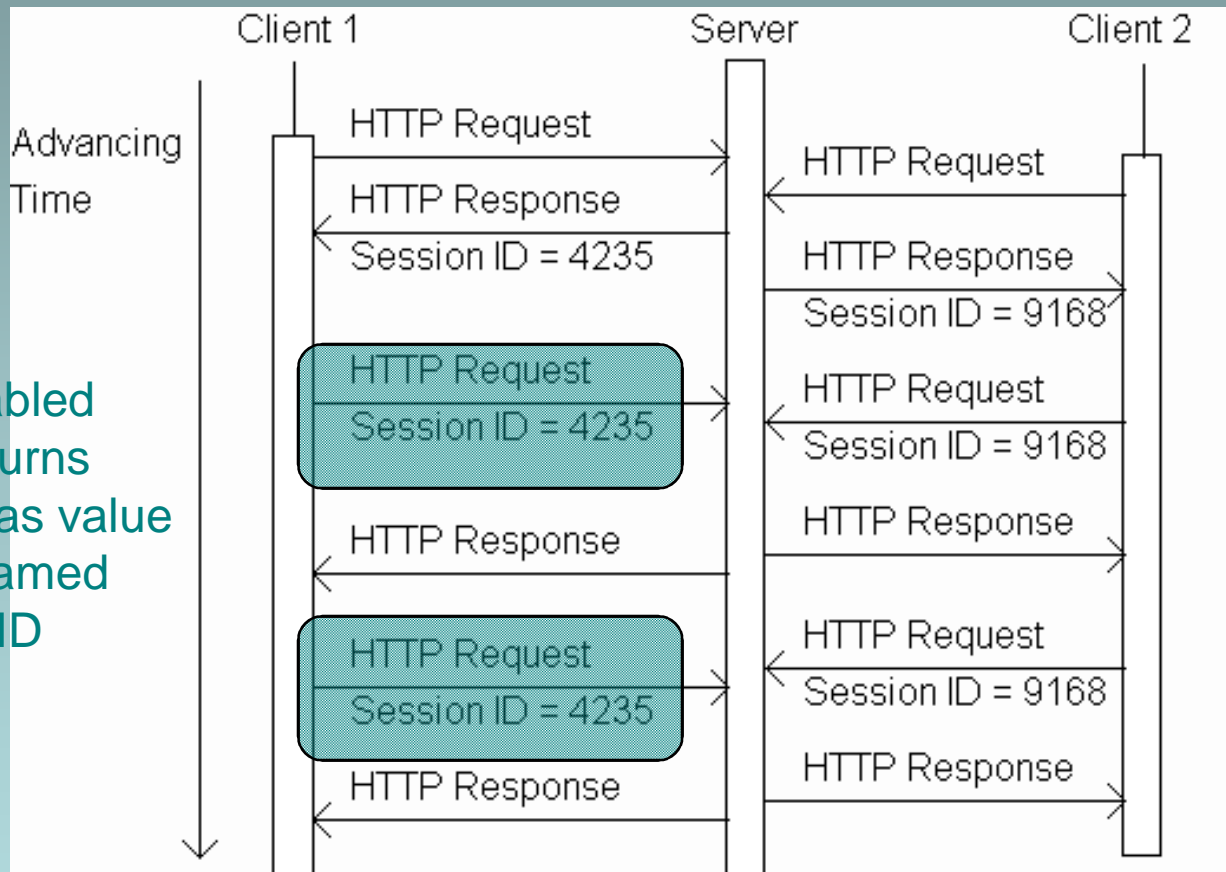 Client 1
Server
Client 2
Advancing
Time
HTTP Request
HTTP Request
HTTP Response
Session ID = 4235
HTTP Response
Session ID = 9168
HTTP Request
Session ID = 4235
HTTP Request
Session ID = 9168
HTTP Response
HTTP Response
HTTP Request
Session ID = 4235
HTTP Request
Session ID = 9168
HTTP Response
HTTP Response
abled
urns
as value
amed
ID